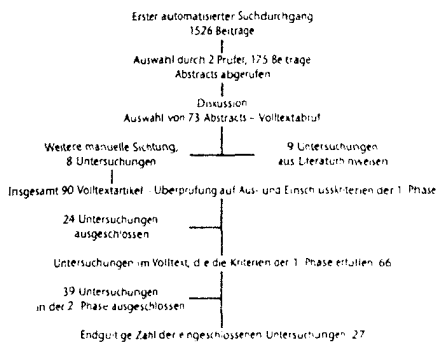 Erster automatisierter Suchdurchgang
1526 Beiträge
Auswahl durch 2 Prüfer, 175 Beiträge
Abstracts abgerufen
Diskussion
Auswahl von 73 Abstracts – Volltextabruf
Weitere manuelle Sichtung,
8 Untersuchungen
9 Untersuchungen
aus Literaturhinweisen
Insgesamt 90 Volltextartikel - Überprüfung auf Aus- und Einschlusskriterien der 1. Phase
24 Untersuchungen
ausgeschlossen
Untersuchungen im Volltext, die die Kriterien der 1. Phase erfüllen 66
39 Untersuchungen
in der 2. Phase ausgeschlossen
Endgültige Zahl der eingeschlossenen Untersuchungen 27